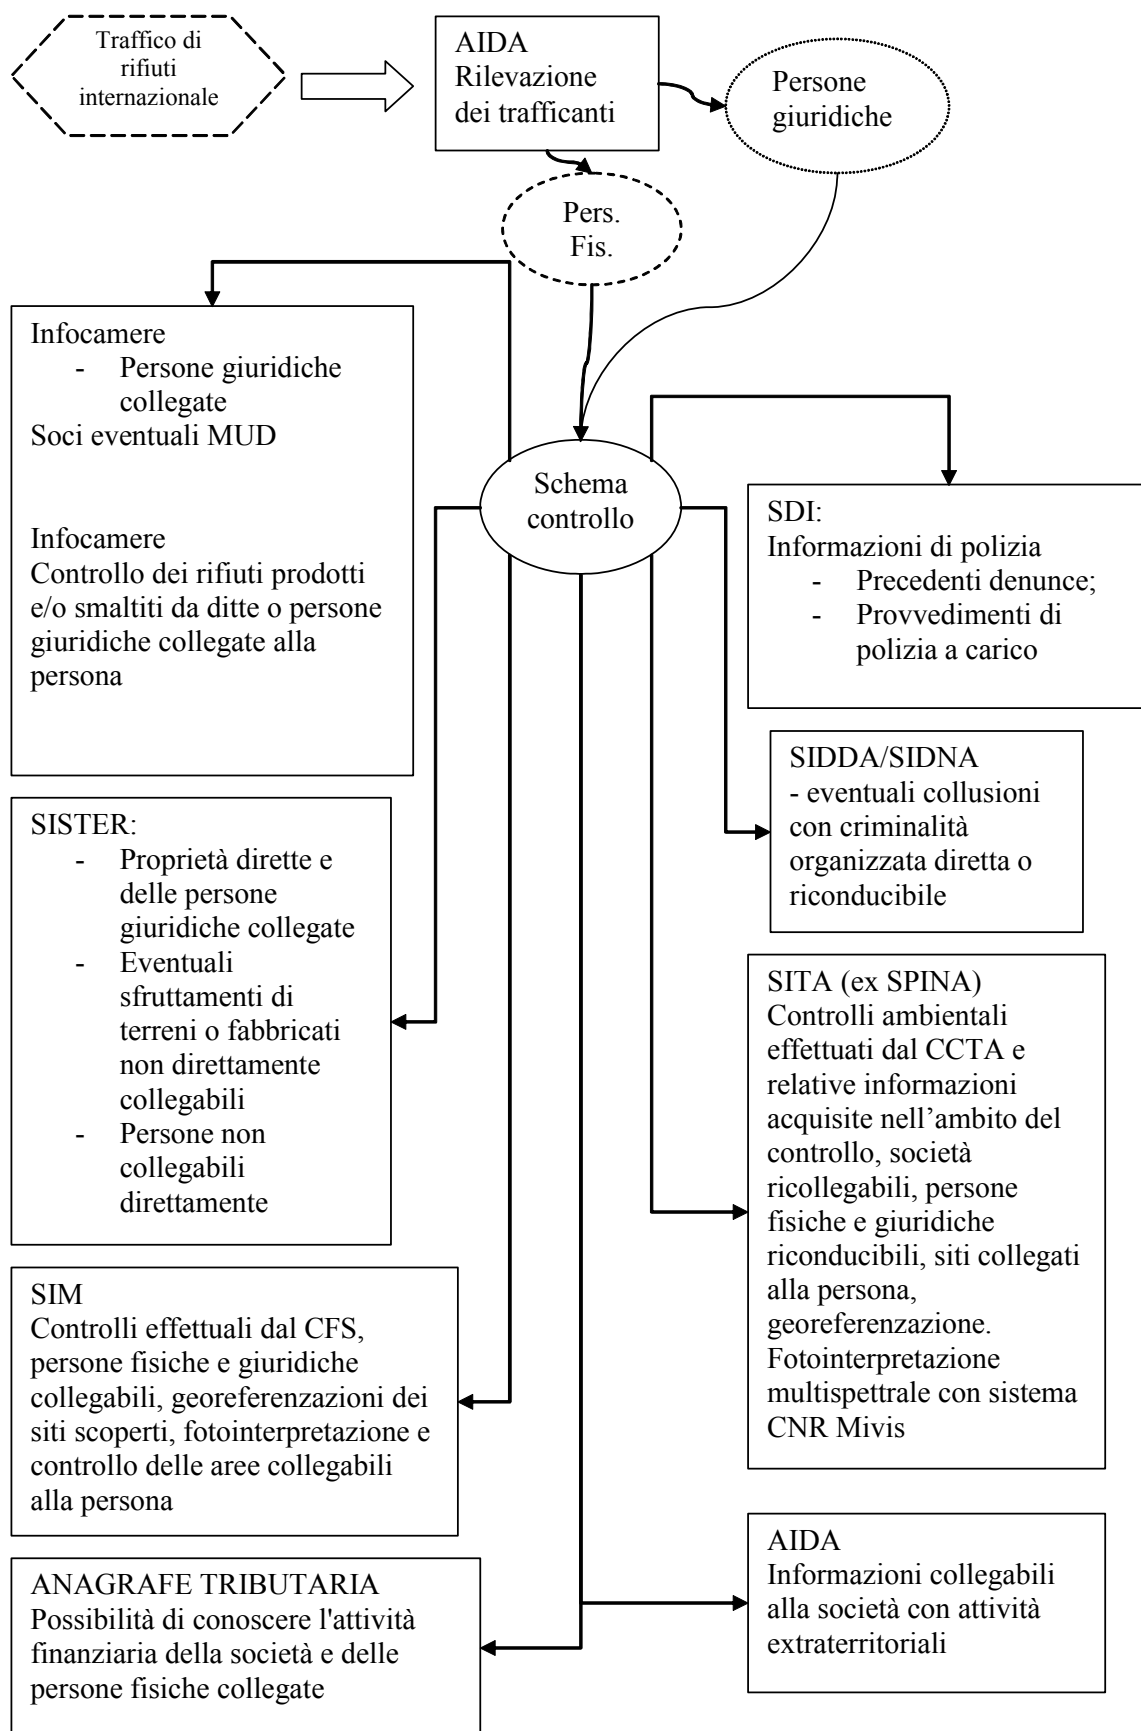 Traffico di
rifiuti
internazionale
AIDA
Rilevazione
dei trafficanti
Persone
giuridiche
Pers.
Fis.
Infocamere
- Persone giuridiche
collegate
Soci eventuali MUD
Infocamere
Controllo dei rifiuti prodotti
e/o smaltiti da ditte o persone
giuridiche collegate alla
persona
Schema
controllo
SDI:
Informazioni di polizia
- Precedenti denunce;
- Provvedimenti di
polizia a carico
SIDDA/SIDNA
- eventuali collusioni
con criminalità
organizzata diretta o
riconducibile
SISTER:
- Proprietà dirette e
delle persone
giuridiche collegate
- Eventuali
sfruttamenti di
terreni o fabbricati
non direttamente
collegabili
- Persone non
collegabili
direttamente
SITA (ex SPINA)
Controlli ambientali
effettuati dal CCTA e
relative informazioni
acquisite nell’ambito del
controllo, società
ricollegabili, persone
fisiche e giuridiche
riconducibili, siti collegati
alla persona,
georeferenzazione.
Fotointerpretazione
multispettrale con sistema
CNR Mivis
SIM
Controlli effettuali dal CFS,
persone fisiche e giuridiche
collegabili, georeferenzazioni dei
siti scoperti, fotointerpretazione e
controllo delle aree collegabili
alla persona
AIDA
Informazioni collegabili
alla società con attività
extraterritoriali
ANAGRAFE TRIBUTARIA
Possibilità di conoscere l'attività
finanziaria della società e delle
persone fisiche collegate